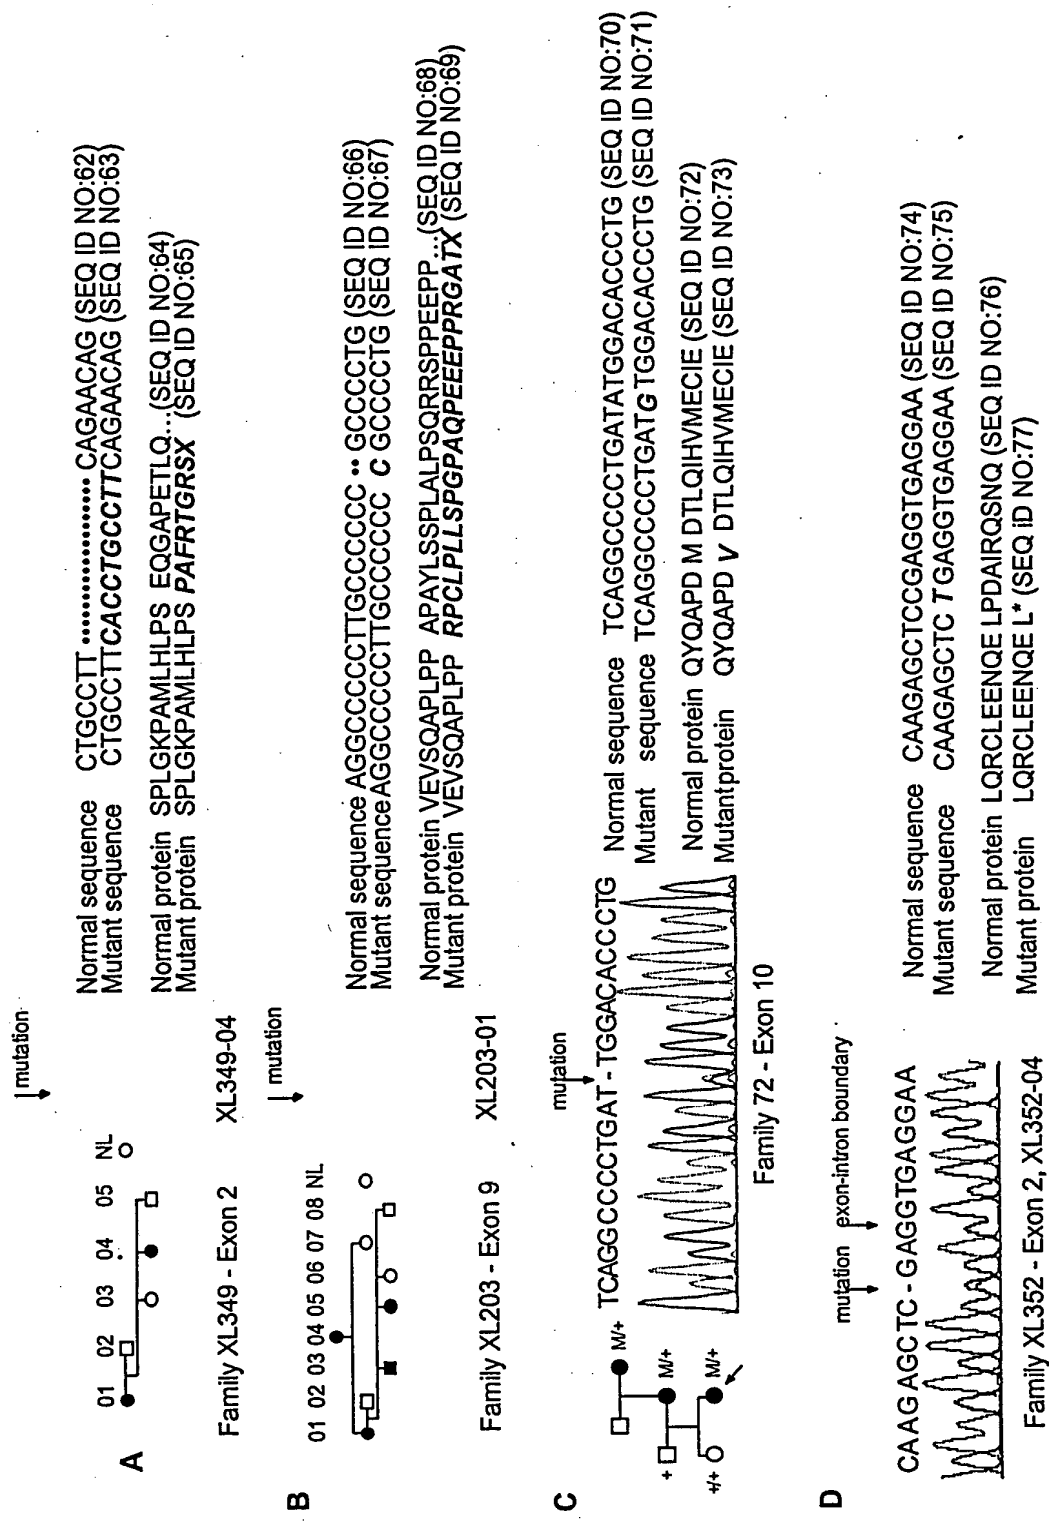 A
01 02 03 04 05 NL
mutation
Family XL349 - Exon 2 XL349-04
Normal sequence CTGCCTT •••••••••••••••• CAGAACAG (SEQ ID NO:62)
Mutant sequence CTGCCTTCACCTGCCTTCAGAACAG (SEQ ID NO:63)
Normal protein SPLGKPAMLHLPS EQGAPETLQ...(SEQ ID NO:64)
Mutant protein SPLGKPAMLHLPS PAFRTGRSX (SEQ ID NO:65)
B
01 02 03 04 05 06 07 08 NL
mutation
Family XL203 - Exon 9 XL203-01
Normal sequence AGGCCCCCTTGCCCCCC •• GCCCCTG (SEQ ID NO:66)
Mutant sequence AGGCCCCCTTGCCCCCC C GCCCCTG (SEQ ID NO:67)
Normal protein VEVSQAPLPP APAYLSSPLALPSQRRSPPEEPP...(SEQ ID NO:68)
Mutant protein VEVSQAPLPP RPCLPLLSPGPAQPEEEPPRGATX (SEQ ID NO:69)
C
M/+
+ M/+
+/+ M/+
mutation
TCAGGCCCCTGAT - TGGACACCCTG
Family 72 - Exon 10
Normal sequence TCAGGCCCCTGATATGGACACCCTG (SEQ ID NO:70)
Mutant sequence TCAGGCCCCTGATGTGGACACCCTG (SEQ ID NO:71)
Normal protein QYQAPD M DTLQIHVMECIE (SEQ ID NO:72)
Mutant protein QYQAPD V DTLQIHVMECIE (SEQ ID NO:73)
D
mutation exon-intron boundary
CAAGAGCTC - GAGGTGAGGAA
Family XL352 - Exon 2, XL352-04
Normal sequence CAAGAGCTCCGAGGTGAGGAA (SEQ ID NO:74)
Mutant sequence CAAGAGCTC TGAGGTGAGGAA (SEQ ID NO:75)
Normal protein LQRCLEENQE LPDAIRQSNQ (SEQ ID NO:76)
Mutant protein LQRCLEENQE L* (SEQ iD NO:77)